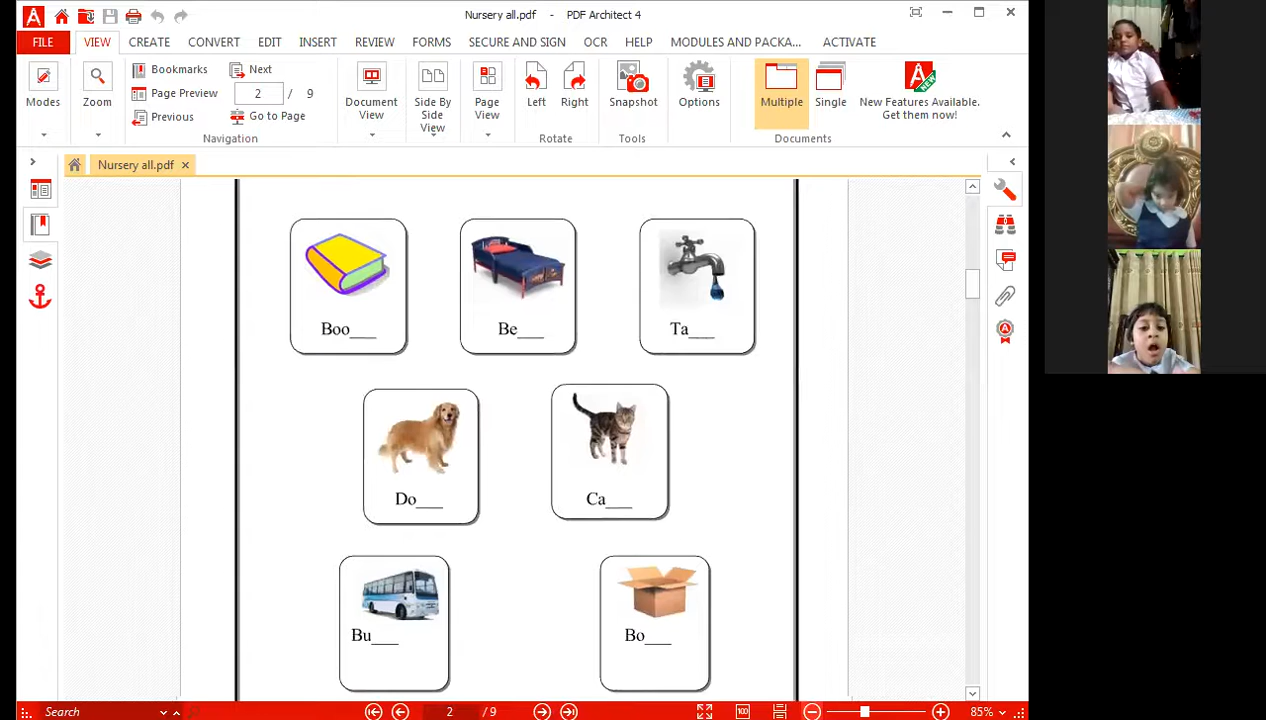 Nursery all.pdf - PDF Architect 4
FILE VIEW CREATE CONVERT EDIT INSERT REVIEW FORMS SECURE AND SIGN OCR HELP MODULES AND PACKA... ACTIVATE
Modes
Zoom
Bookmarks
Page Preview
Previous
Next
2 / 9
Go to Page
Navigation
Document View
Side By Side View
Page View
Left
Right
Rotate
Snapshot
Tools
Options
Multiple
Single
Documents
New Features Available. Get them now!
Nursery all.pdf
Boo___ Be___ Ta___
Do___ Ca___
Bu___ Bo___
Search
2 / 9
100
85%